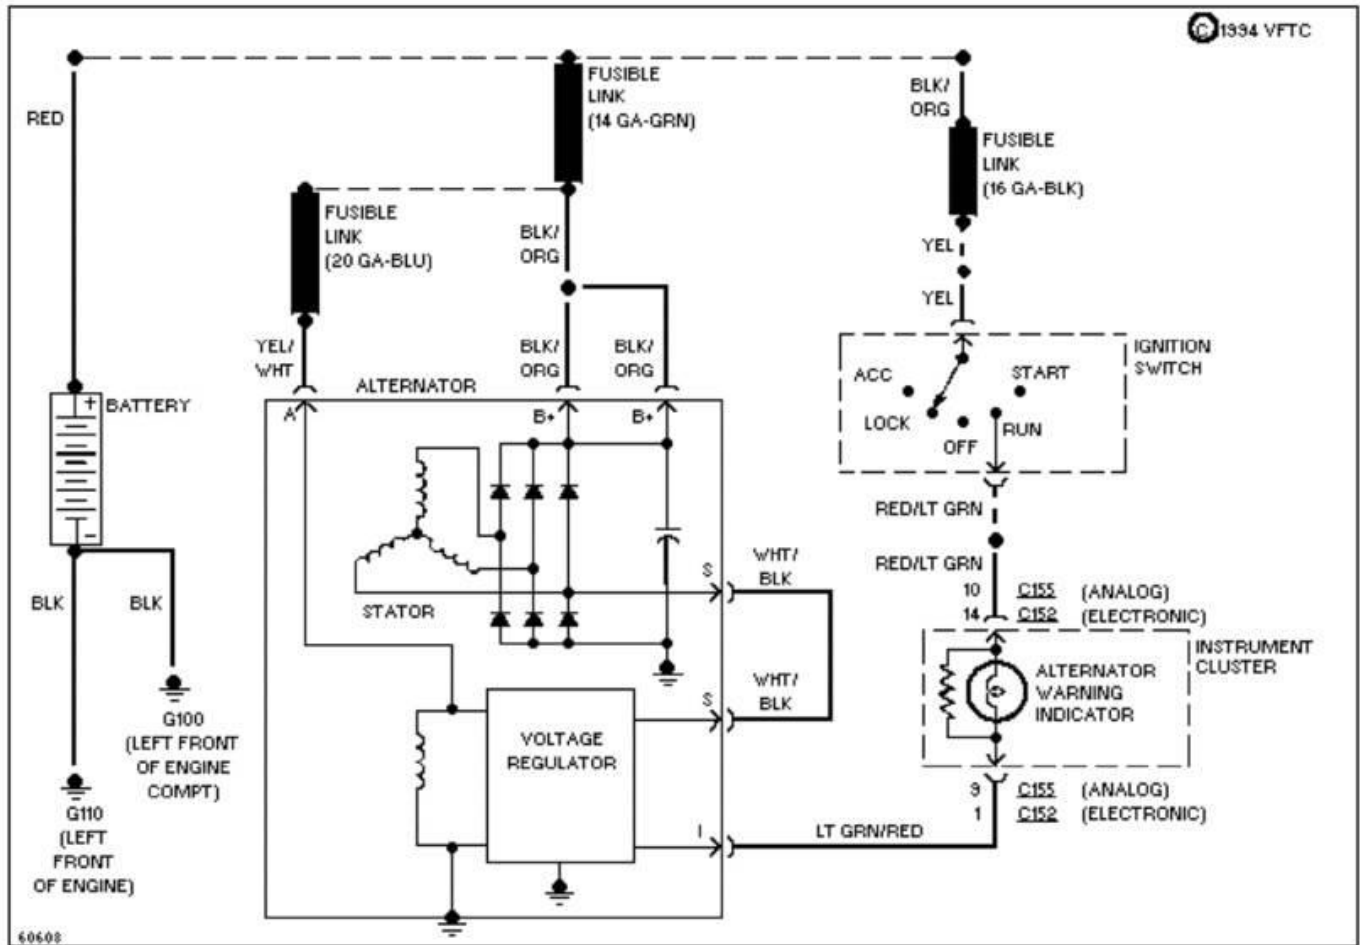 © 1994 VFTC
RED
FUSIBLE
LINK
(14 GA-GRN)
BLK/
ORG
FUSIBLE
LINK
(16 GA-BLK)
FUSIBLE
LINK
(20 GA-BLU)
BLK/
ORG
YEL
YEL
YEL/
WHT
BLK/
ORG
BLK/
ORG
IGNITION
SWITCH
ACC
START
LOCK
OFF
RUN
ALTERNATOR
A
B+
B+
+
BATTERY
-
RED/LT GRN
RED/LT GRN
BLK
BLK
STATOR
S
WHT/
BLK
10 C155 (ANALOG)
14 C152 (ELECTRONIC)
INSTRUMENT
CLUSTER
ALTERNATOR
WARNING
INDICATOR
S
WHT/
BLK
G100
(LEFT FRONT
OF ENGINE
COMPT)
VOLTAGE
REGULATOR
G110
(LEFT
FRONT
OF ENGINE)
I
LT GRN/RED
9 C155 (ANALOG)
1 C152 (ELECTRONIC)
60608